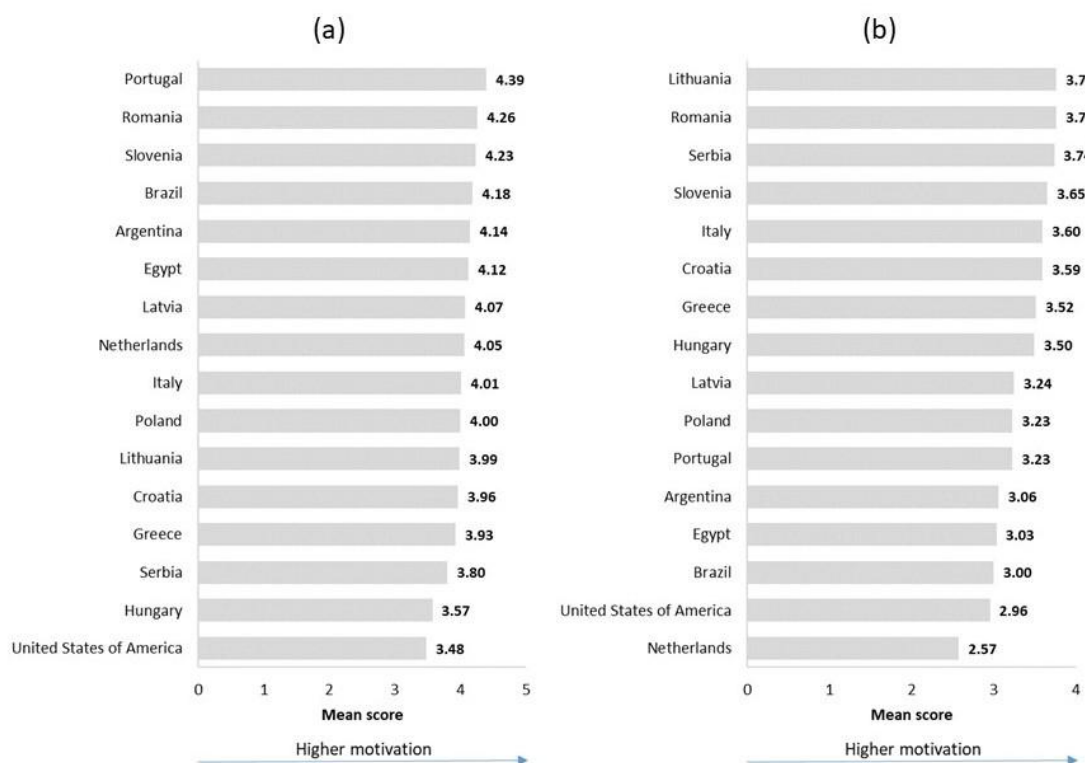 (a)
Portugal 4.39
Romania 4.26
Slovenia 4.23
Brazil 4.18
Argentina 4.14
Egypt 4.12
Latvia 4.07
Netherlands 4.05
Italy 4.01
Poland 4.00
Lithuania 3.99
Croatia 3.96
Greece 3.93
Serbia 3.80
Hungary 3.57
United States of America 3.48
0 1 2 3 4 5
Mean score
Higher motivation
(b)
Lithuania 3.7
Romania 3.7
Serbia 3.74
Slovenia 3.65
Italy 3.60
Croatia 3.59
Greece 3.52
Hungary 3.50
Latvia 3.24
Poland 3.23
Portugal 3.23
Argentina 3.06
Egypt 3.03
Brazil 3.00
United States of America 2.96
Netherlands 2.57
0 1 2 3 4
Mean score
Higher motivation